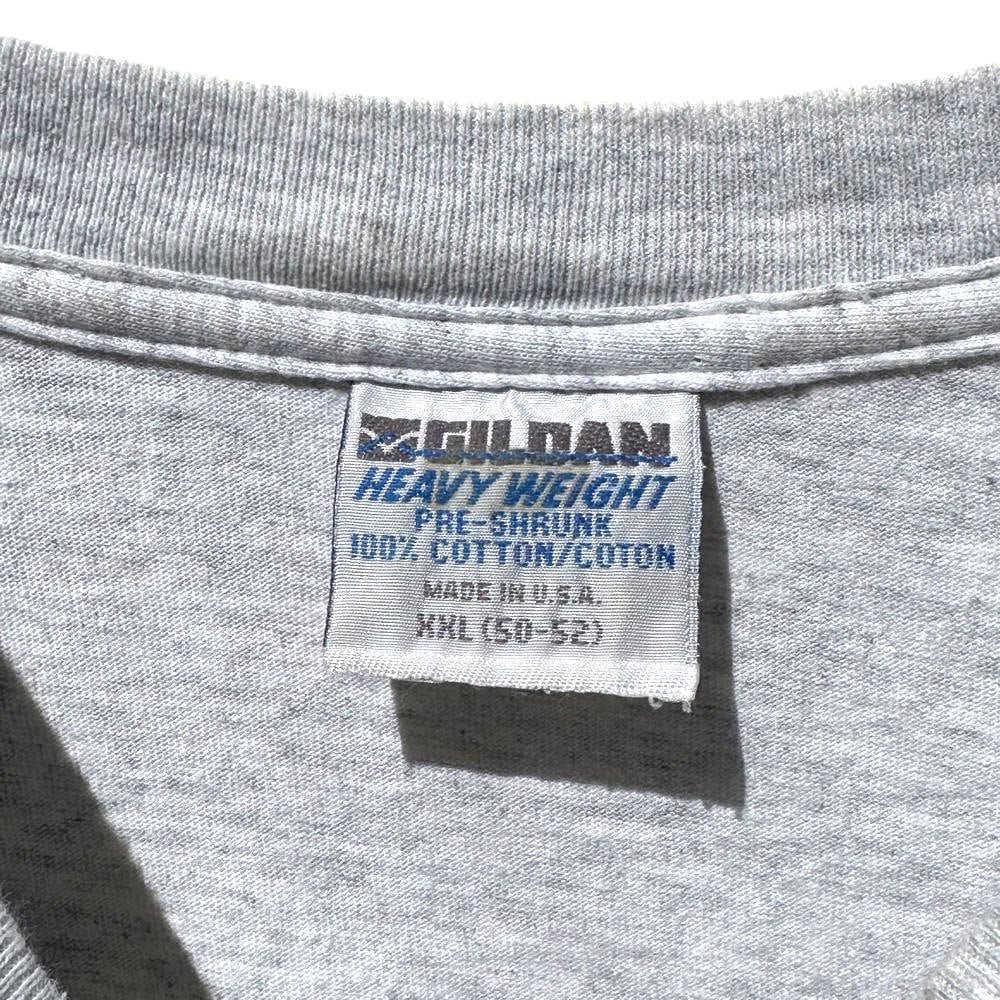 GILDAN
HEAVY WEIGHT
PRE-SHRUNK
100% COTTON/COTON
MADE IN U.S.A.
XXL (50-52)